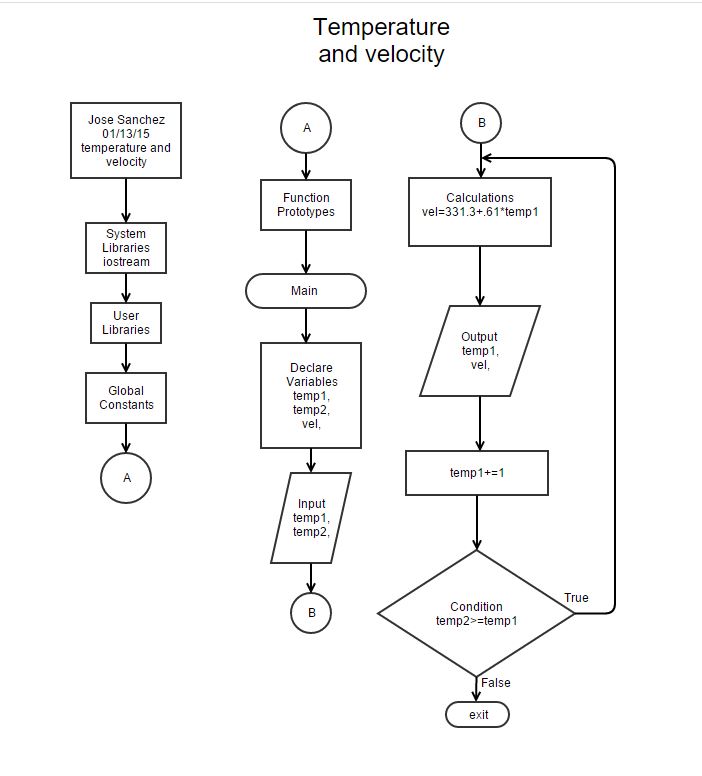 Temperature
and velocity
Jose Sanchez
01/13/15
temperature and
velocity
System
Libraries
iostream
User
Libraries
Global
Constants
A
A
Function
Prototypes
Main
Declare
Variables
temp1,
temp2,
vel,
Input
temp1,
temp2,
B
B
Calculations
vel=331.3+.61*temp1
Output
temp1,
vel,
temp1+=1
Condition
temp2>=temp1
True
False
exit